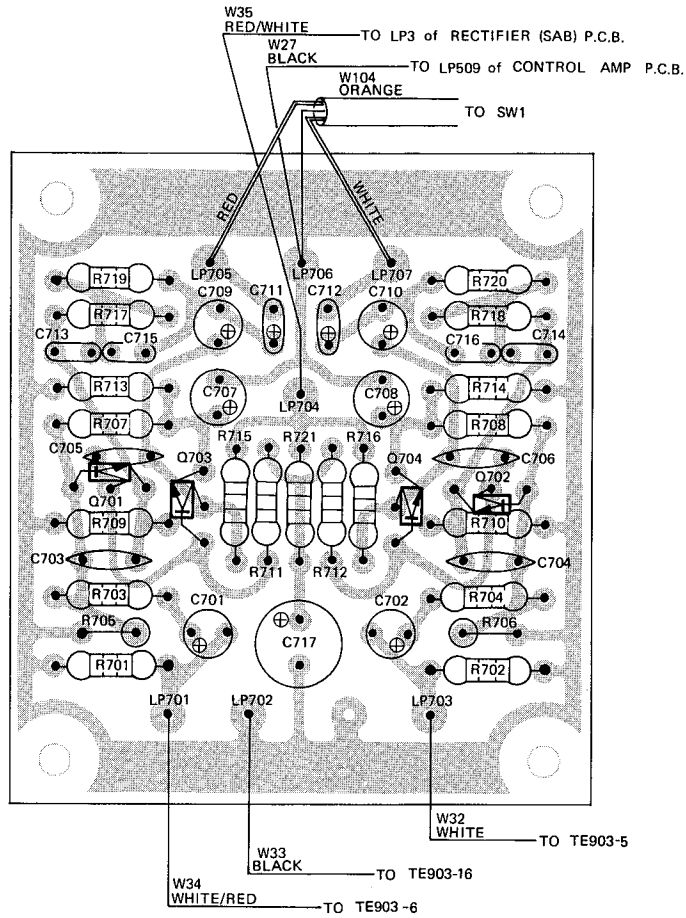 W35
RED/WHITE
TO LP3 of RECTIFIER (SAB) P.C.B.
W27
BLACK
TO LP509 of CONTROL AMP P.C.B.
W104
ORANGE
TO SW1
RED
WHITE
LP705
LP706
LP707
R719
R720
C709
C711
C712
C710
R717
R718
C713
C715
C716
C714
R713
C707
LP704
C708
R714
R707
R708
R715
R721
R716
C705
Q703
Q704
C706
Q701
Q702
R709
R710
C703
R711
R712
C704
R703
C701
C702
R704
R705
C717
R706
R701
R702
LP701
LP702
LP703
W32
WHITE
TO TE903-5
W33
BLACK
TO TE903-16
W34
WHITE/RED
TO TE903-6